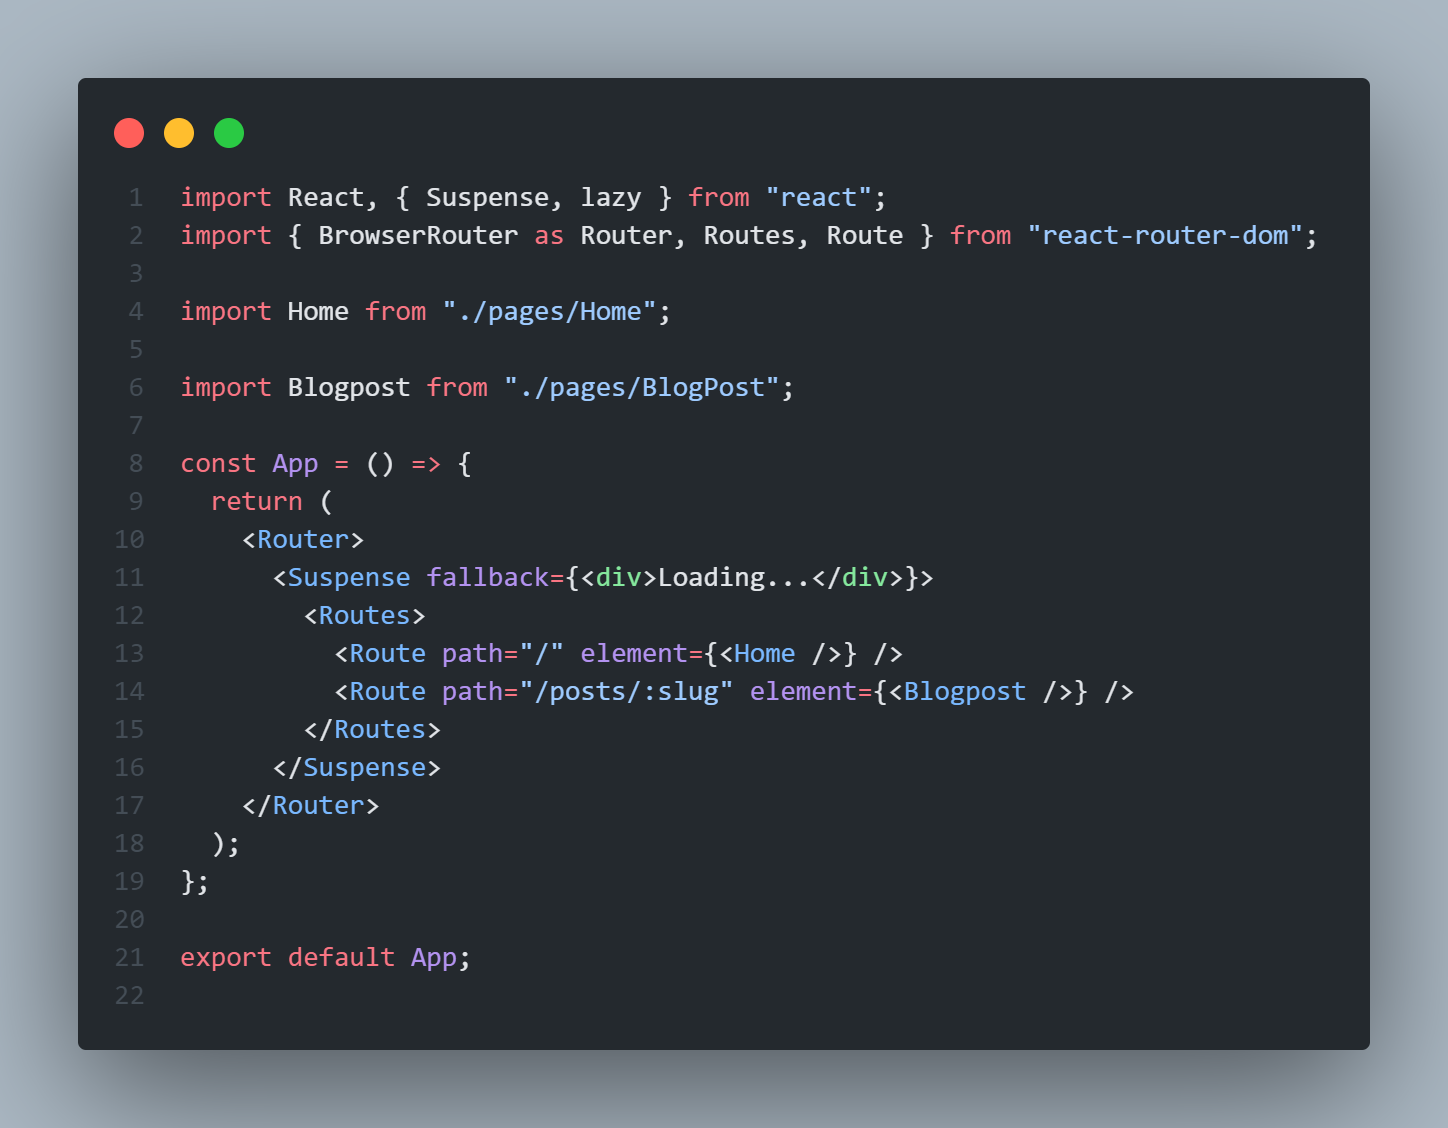 1 import React, { Suspense, lazy } from "react";
2 import { BrowserRouter as Router, Routes, Route } from "react-router-dom";
3
4 import Home from "./pages/Home";
5
6 import Blogpost from "./pages/BlogPost";
7
8 const App = () => {
9   return (
10     <Router>
11       <Suspense fallback={<div>Loading...</div>}>
12         <Routes>
13           <Route path="/" element={<Home />} />
14           <Route path="/posts/:slug" element={<Blogpost />} />
15         </Routes>
16       </Suspense>
17     </Router>
18   );
19 };
20
21 export default App;
22